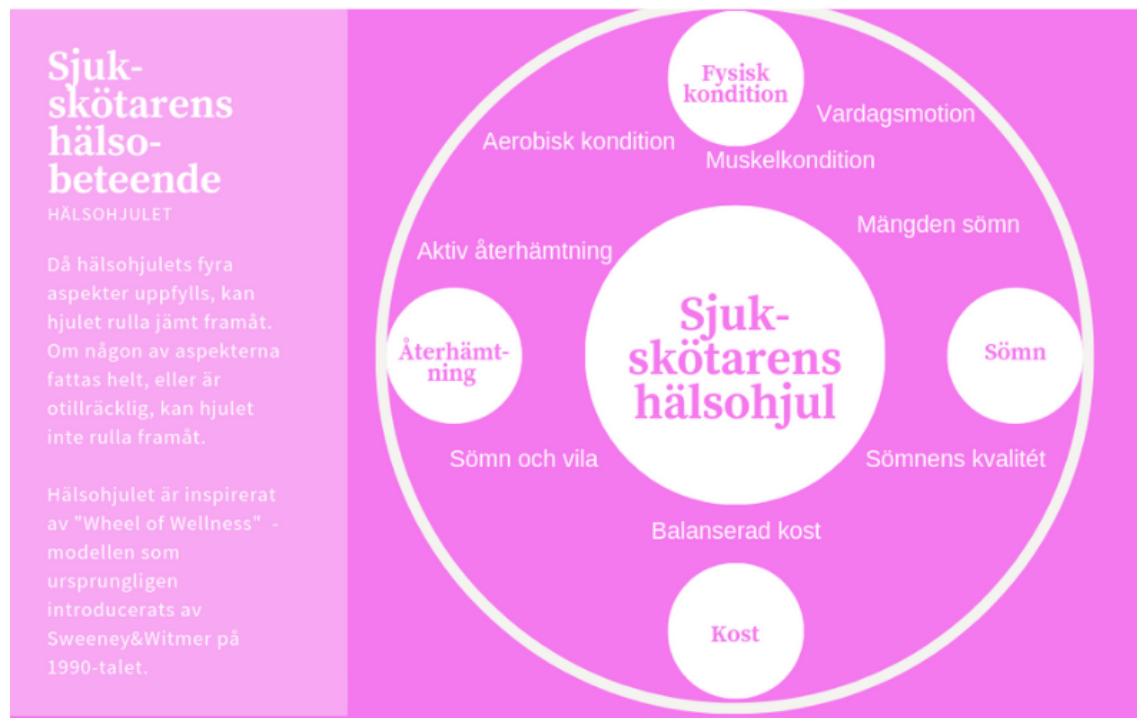 Sjuk-
skötarens
hälso-
beteende
HÄLSOHJULET
Då hälsohjulets fyra
aspekter uppfylls, kan
hjulet rulla jämt framåt.
Om någon av aspekterna
fattas helt, eller är
otillräcklig, kan hjulet
inte rulla framåt.
Hälsohjulet är inspirerat
av "Wheel of Wellness" -
modellen som
ursprungligen
introducerats av
Sweeney&Witmer på
1990-talet.
Fysisk
kondition
Vardagsmotion
Aerobisk kondition
Muskelkondition
Mängden sömn
Aktiv återhämtning
Sjuk-
skötarens
hälsohjul
Återhämt-
ning
Sömn
Sömn och vila
Sömnens kvalitét
Balanserad kost
Kost